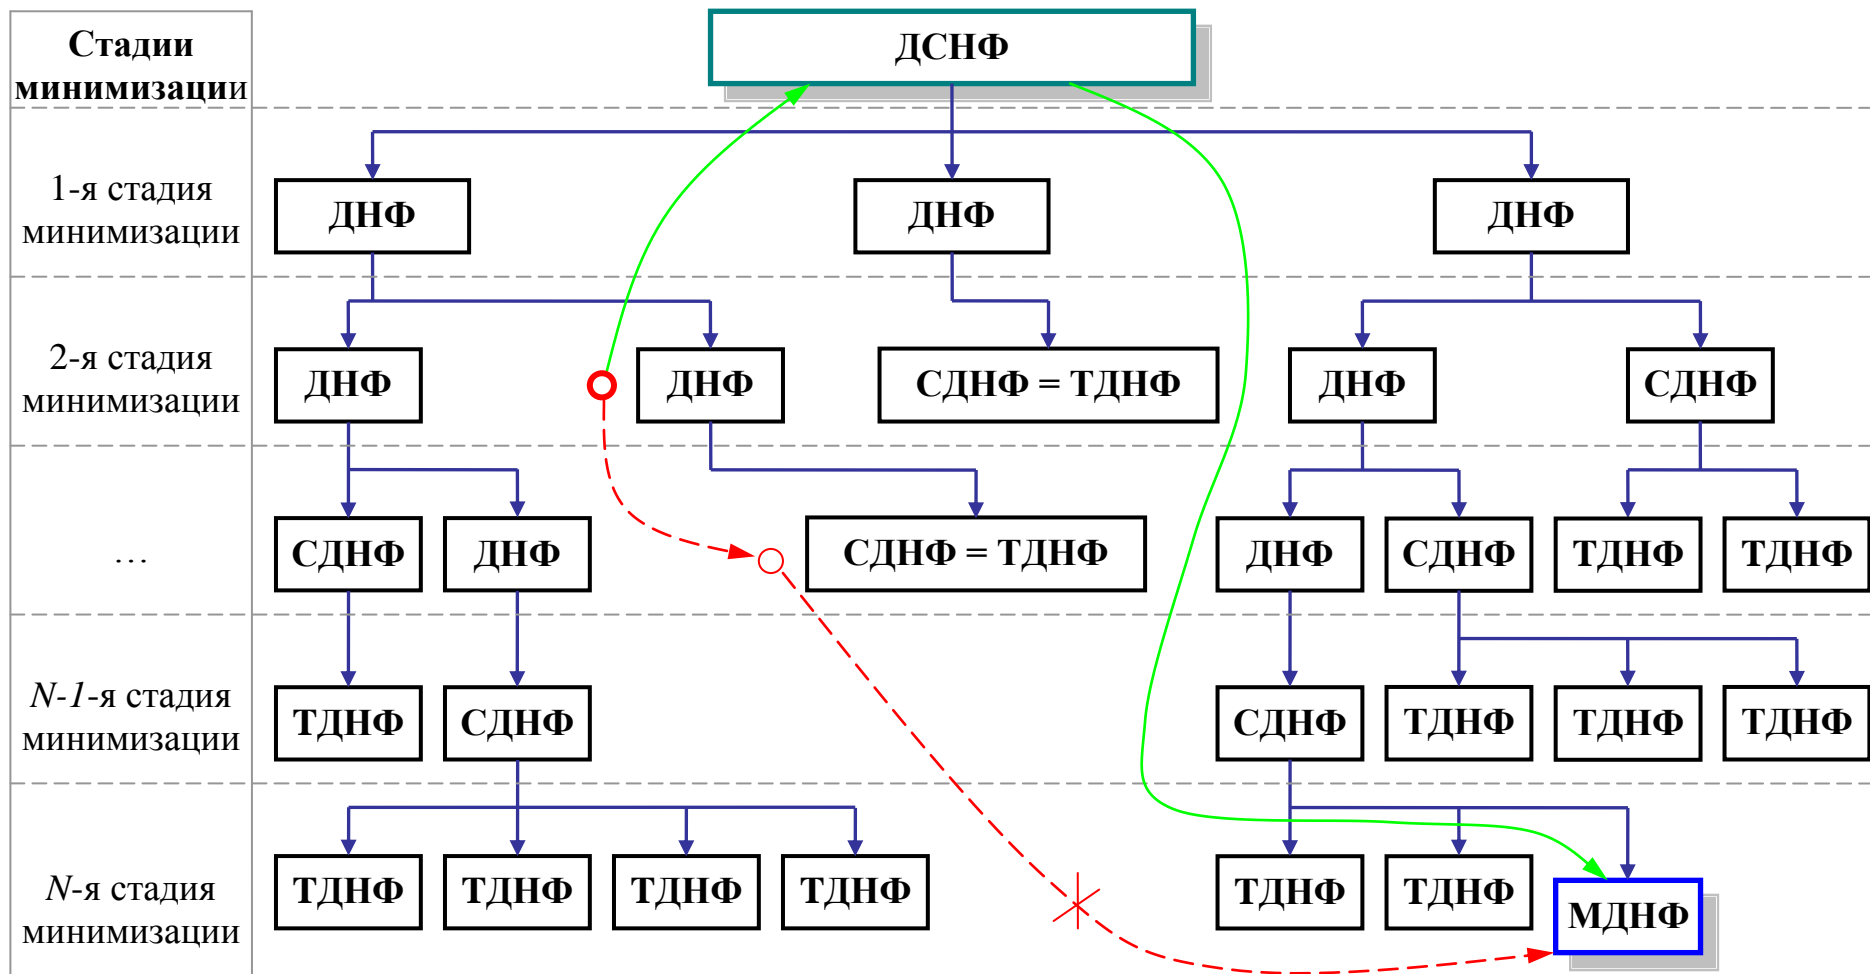 Стадии
минимизации
ДСНФ
1-я стадия
минимизации
ДНФ
ДНФ
ДНФ
2-я стадия
минимизации
ДНФ
ДНФ
СДНФ = ТДНФ
ДНФ
СДНФ
...
СДНФ
ДНФ
СДНФ = ТДНФ
ДНФ
СДНФ
ТДНФ
ТДНФ
N-1-я стадия
минимизации
ТДНФ
СДНФ
СДНФ
ТДНФ
ТДНФ
ТДНФ
N-я стадия
минимизации
ТДНФ
ТДНФ
ТДНФ
ТДНФ
ТДНФ
ТДНФ
МДНФ